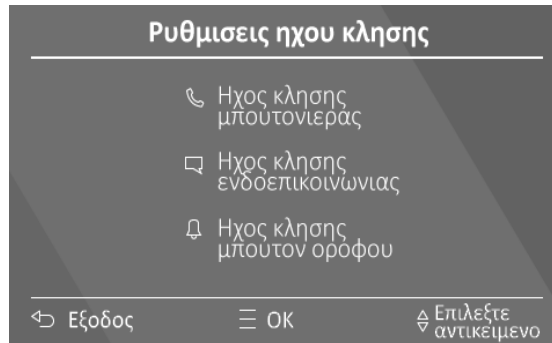 Ρυθμισεις ηχου κλησης
Ηχος κλησης
μπουτονιερας
Ηχος κλησης
ενδοεπικοινωνιας
Ηχος κλησης
μπουτον οροφου
Εξοδος
OK
Επιλεξτε
αντικειμενο